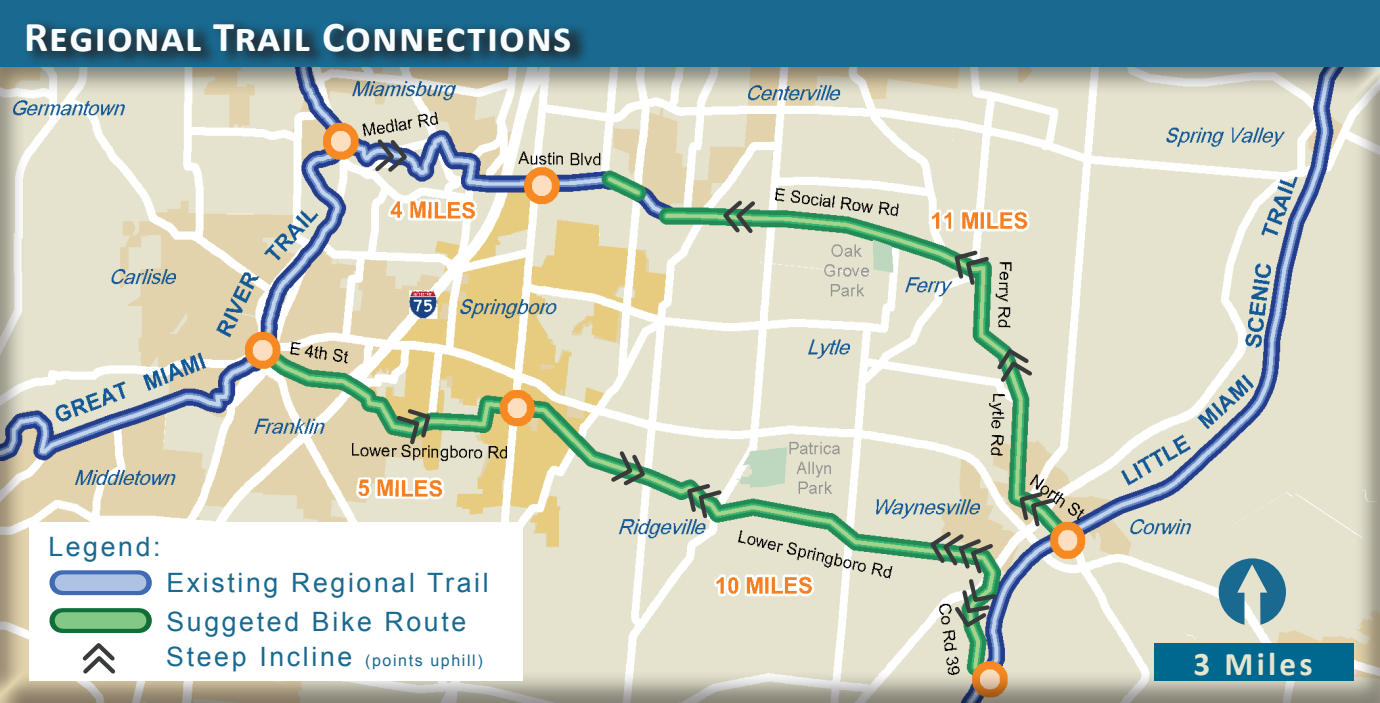 REGIONAL TRAIL CONNECTIONS
Germantown
Miamisburg
Centerville
Spring Valley
Medlar Rd
Austin Blvd
4 MILES
E Social Row Rd
11 MILES
Oak
Grove
Park
Ferry
Ferry Rd
Carlisle
INTERSTATE
75
Springboro
Lytle
GREAT MIAMI RIVER TRAIL
LITTLE MIAMI SCENIC TRAIL
E 4th St
Franklin
Lytle Rd
Lower Springboro Rd
5 MILES
Middletown
Patrica
Allyn
Park
Waynesville
North St
Corwin
Ridgeville
Lower Springboro Rd
10 MILES
Co Rd 39
Legend:
Existing Regional Trail
Suggeted Bike Route
Steep Incline (points uphill)
3 Miles